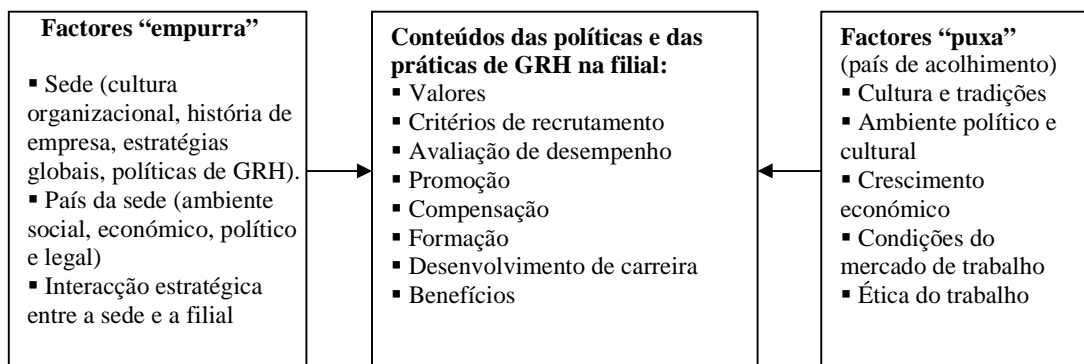 Factores “empurra”
▪ Sede (cultura
organizacional, história de
empresa, estratégias
globais, políticas de GRH).
▪ País da sede (ambiente
social, económico, político
e legal)
▪ Interacção estratégica
entre a sede e a filial
Conteúdos das políticas e das
práticas de GRH na filial:
▪ Valores
▪ Critérios de recrutamento
▪ Avaliação de desempenho
▪ Promoção
▪ Compensação
▪ Formação
▪ Desenvolvimento de carreira
▪ Benefícios
Factores “puxa”
(país de acolhimento)
▪ Cultura e tradições
▪ Ambiente político e
cultural
▪ Crescimento
económico
▪ Condições do
mercado de trabalho
▪ Ética do trabalho